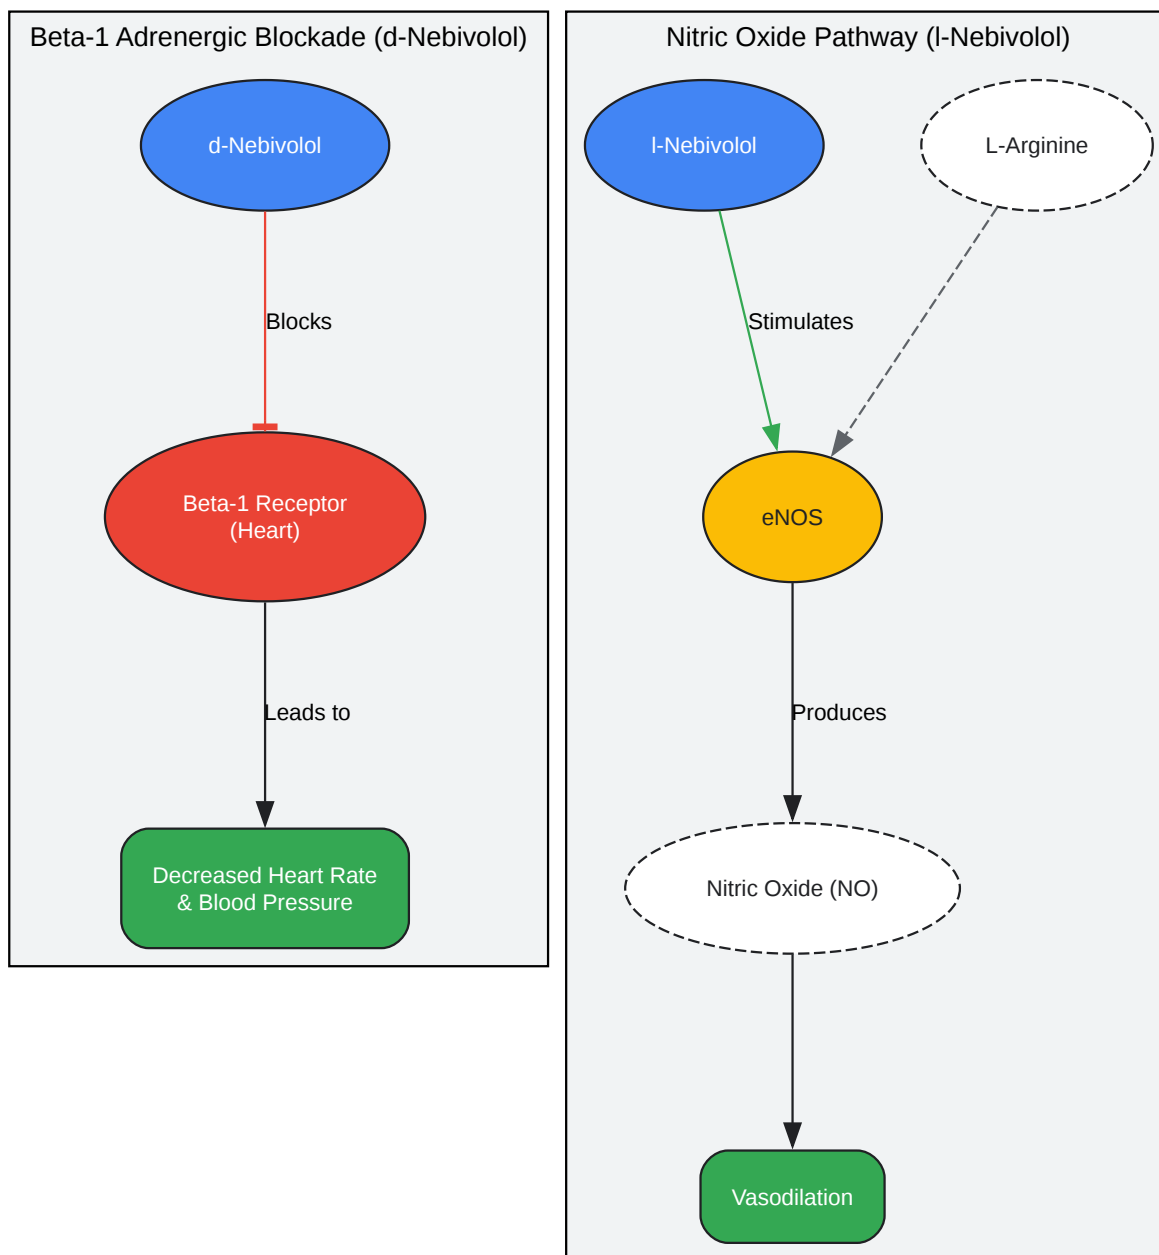 Beta-1 Adrenergic Blockade (d-Nebivolol)
d-Nebivolol
Blocks
Beta-1 Receptor
(Heart)
Leads to
Decreased Heart Rate
& Blood Pressure
Nitric Oxide Pathway (l-Nebivolol)
l-Nebivolol
L-Arginine
Stimulates
eNOS
Produces
Nitric Oxide (NO)
Vasodilation